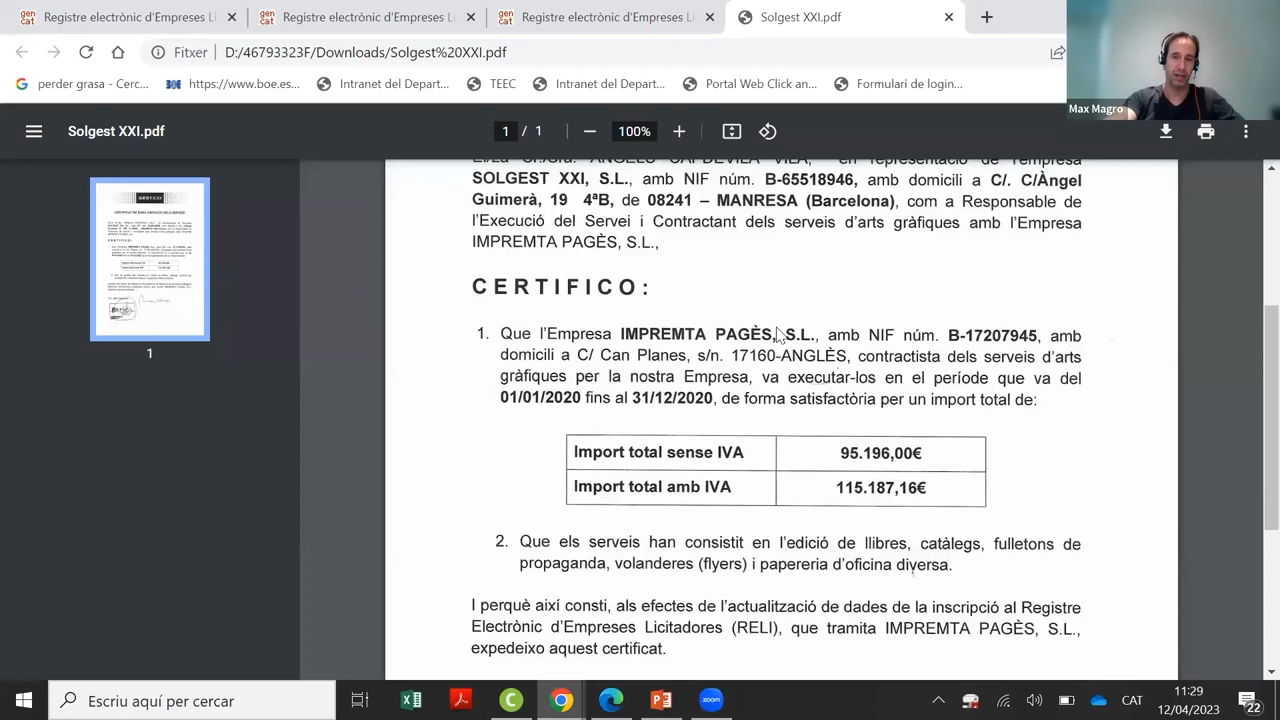 Registre electrònic d'Empreses Li
Registre electrònic d'Empreses Li
Registre electrònic d'Empreses Li
Solgest XXI.pdf
Fitxer
D:/46793323F/Downloads/Solgest%20XXI.pdf
perder grasa - Cerc...
https://www.boe.es...
Intranet del Depart...
TEEC
Intranet del Depart...
Portal Web Click an...
Formulari de login...
Max Magro
Solgest XXI.pdf
1 / 1
100%
1
SOLGEST XXI, S.L., amb NIF núm. B-65518946, amb domicili a C/. C/Àngel
Guimerà, 19 4ªB, de 08241 – MANRESA (Barcelona), com a Responsable de
l'Execució del Servei i Contractant dels serveis d'arts gràfiques amb l'Empresa
IMPREMTA PAGÈS, S.L.,
CERTIFICO:
1. Que l'Empresa IMPREMTA PAGÈS, S.L., amb NIF núm. B-17207945, amb
domicili a C/ Can Planes, s/n. 17160-ANGLÈS, contractista dels serveis d'arts
gràfiques per la nostra Empresa, va executar-los en el període que va del
01/01/2020 fins al 31/12/2020, de forma satisfactòria per un import total de:
Import total sense IVA 95.196,00€
Import total amb IVA 115.187,16€
2. Que els serveis han consistit en l'edició de llibres, catàlegs, fulletons de
propaganda, volanderes (flyers) i papereria d'oficina diversa.
I perquè així consti, als efectes de l'actualització de dades de la inscripció al Registre
Electrònic d'Empreses Licitadores (RELI), que tramita IMPREMTA PAGÈS, S.L.,
expedeixo aquest certificat.
Escriu aquí per cercar
zoom
CAT
11:29
12/04/2023
22